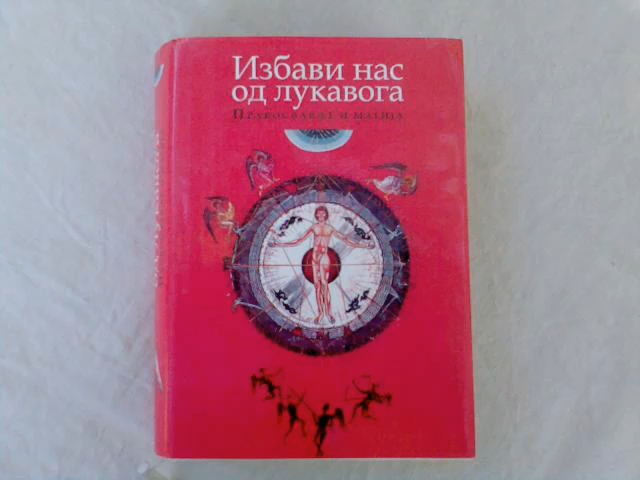 Избави нас
од лукавога
Православље и магија